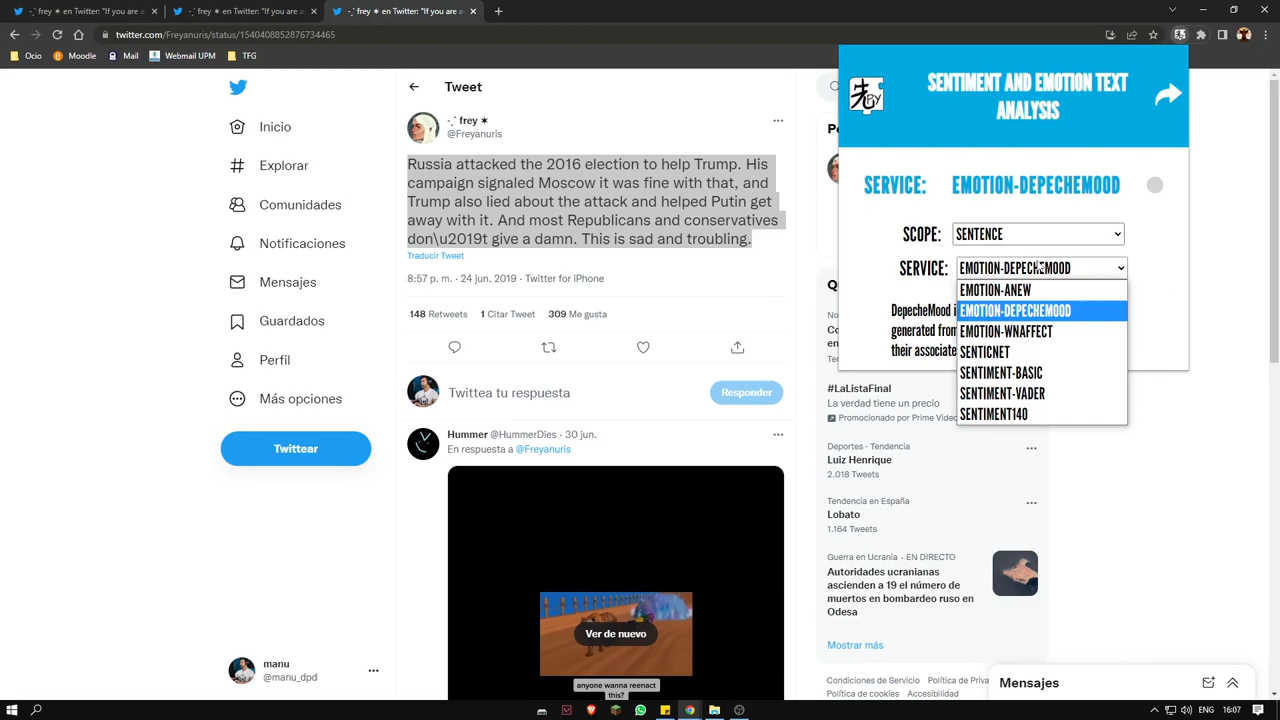 -ˏ` frey ✶ en Twitter: "If you are di
-ˏ` frey ✶ en Twitter: "If you are di
-ˏ` frey ✶ en Twitter: "If you are di
twitter.com/Freyanuris/status/1540408852876734465
Ocio
Moodle
Mail
Webmail UPM
TFG
Inicio
Explorar
Comunidades
Notificaciones
Mensajes
Guardados
Perfil
Más opciones
Twittear
manu
@manu_dpd
Tweet
-ˏ` frey ✶
@Freyanuris
Russia attacked the 2016 election to help Trump. His
campaign signaled Moscow it was fine with that, and
Trump also lied about the attack and helped Putin get
away with it. And most Republicans and conservatives
don\u2019t give a damn. This is sad and troubling.
Traducir Tweet
8:57 p. m. · 24 jun. 2019 · Twitter for iPhone
148 Retweets 1 Citar Tweet 309 Me gusta
Twittea tu respuesta
Responder
Hummer @HummerDies · 30 jun.
En respuesta a @Freyanuris
Ver de nuevo
anyone wanna reenact
this?
SENTIMENT AND EMOTION TEXT
ANALYSIS
SERVICE: EMOTION-DEPECHEMOOD
SCOPE: SENTENCE
SERVICE: EMOTION-DEPECHEMOOD
EMOTION-ANEW
EMOTION-DEPECHEMOOD
EMOTION-WNAFFECT
SENTICNET
SENTIMENT-BASIC
SENTIMENT-VADER
SENTIMENT140
DepecheMood i
generated from
their associate
#LaListaFinal
La verdad tiene un precio
Promocionado por Prime Video
Deportes · Tendencia
Luiz Henrique
2.018 Tweets
Tendencia en España
Lobato
1.164 Tweets
Guerra en Ucrania · EN DIRECTO
Autoridades ucranianas
ascienden a 19 el número de
muertos en bombardeo ruso en
Odesa
Mostrar más
Condiciones de Servicio Política de Priva
Política de cookies Accesibilidad
Mensajes
ENG 16:07